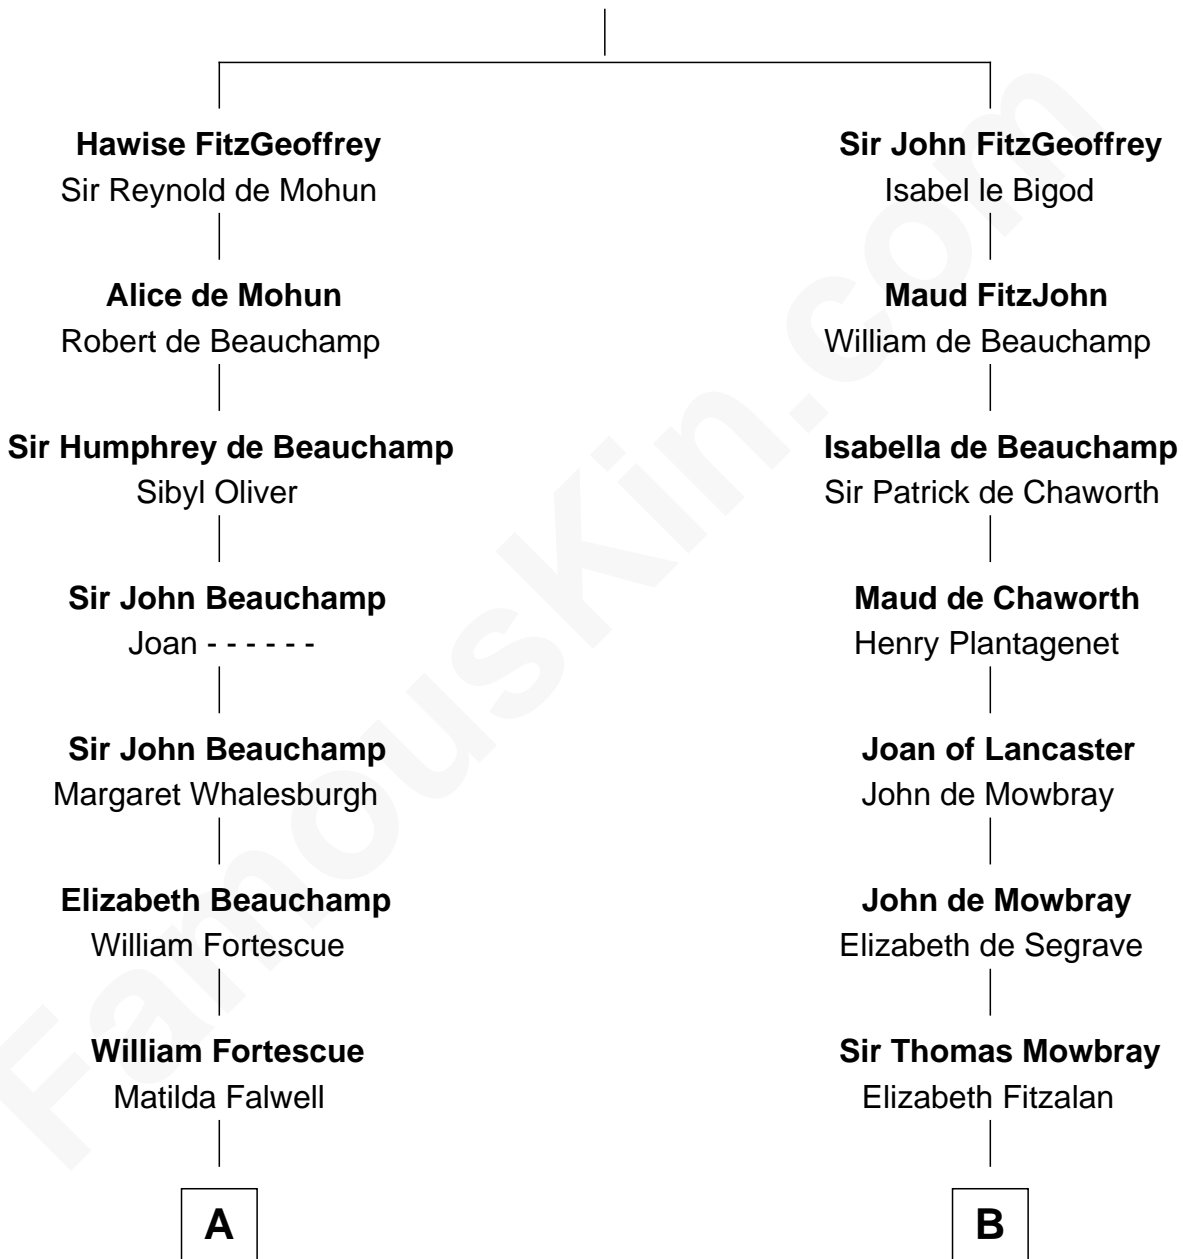 Hawise FitzGeoffrey
Sir Reynold de Mohun
Alice de Mohun
Robert de Beauchamp
Sir Humphrey de Beauchamp
Sibyl Oliver
Sir John Beauchamp
Joan - - - - - -
Sir John Beauchamp
Margaret Whalesburgh
Elizabeth Beauchamp
William Fortescue
William Fortescue
Matilda Falwell
A
Sir John FitzGeoffrey
Isabel le Bigod
Maud FitzJohn
William de Beauchamp
Isabella de Beauchamp
Sir Patrick de Chaworth
Maud de Chaworth
Henry Plantagenet
Joan of Lancaster
John de Mowbray
John de Mowbray
Elizabeth de Segrave
Sir Thomas Mowbray
Elizabeth Fitzalan
B
FamousKin.com